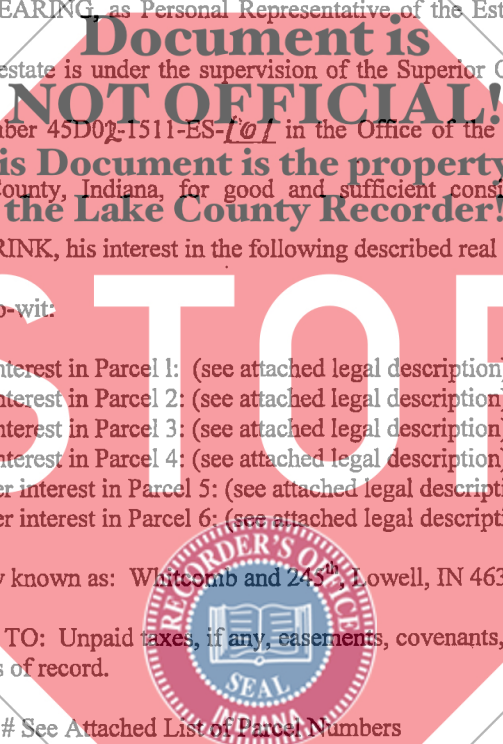 EARING, as Personal Representative of the Est
Document is
estate is under the supervision of the Superior C
NOT OFFICIAL!
mber 45D02-1511-ES-101 in the Office of the
is Document is the property
County, Indiana, for good and sufficient consi
the Lake County Recorder!
RINK, his interest in the following described real
o-wit:
STOP
nterest in Parcel 1: (see attached legal description)
nterest in Parcel 2: (see attached legal description)
nterest in Parcel 3: (see attached legal description)
nterest in Parcel 4: (see attached legal description)
er interest in Parcel 5: (see attached legal descripti
er interest in Parcel 6: (see attached legal descripti
y known as: Whitcomb and 245th, Lowell, IN 463
RECORDER'S OFFICE
TO: Unpaid taxes, if any, easements, covenants,
s of record.
SEAL
INDIANA
# See Attached List of Parcel Numbers